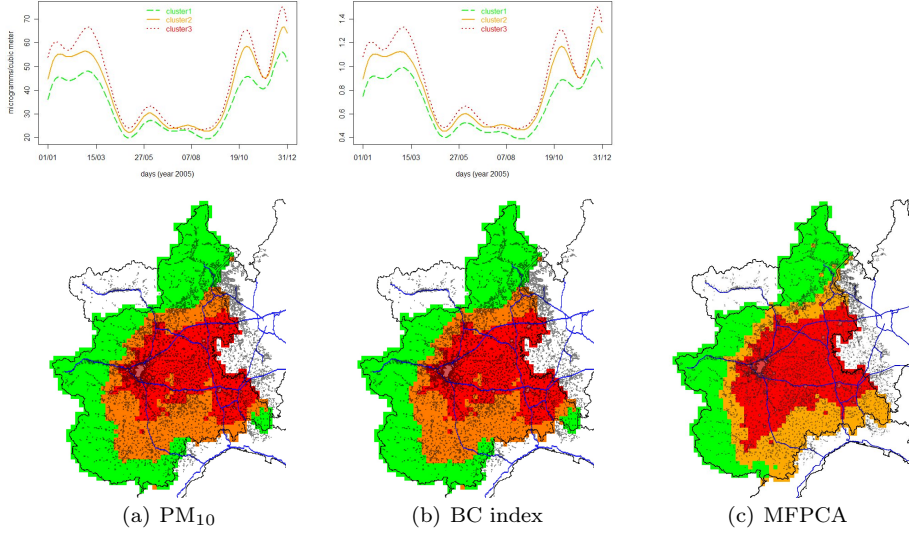 cluster1
cluster2
cluster3
microgramms/cubic meter
70
60
50
40
30
20
01/01 15/03 27/05 07/08 19/10 31/12
days (year 2005)
cluster1
cluster2
cluster3
1.4
1.2
1.0
0.8
0.6
0.4
01/01 15/03 27/05 07/08 19/10 31/12
days (year 2005)
(a) PM₁₀ (b) BC index (c) MFPCA